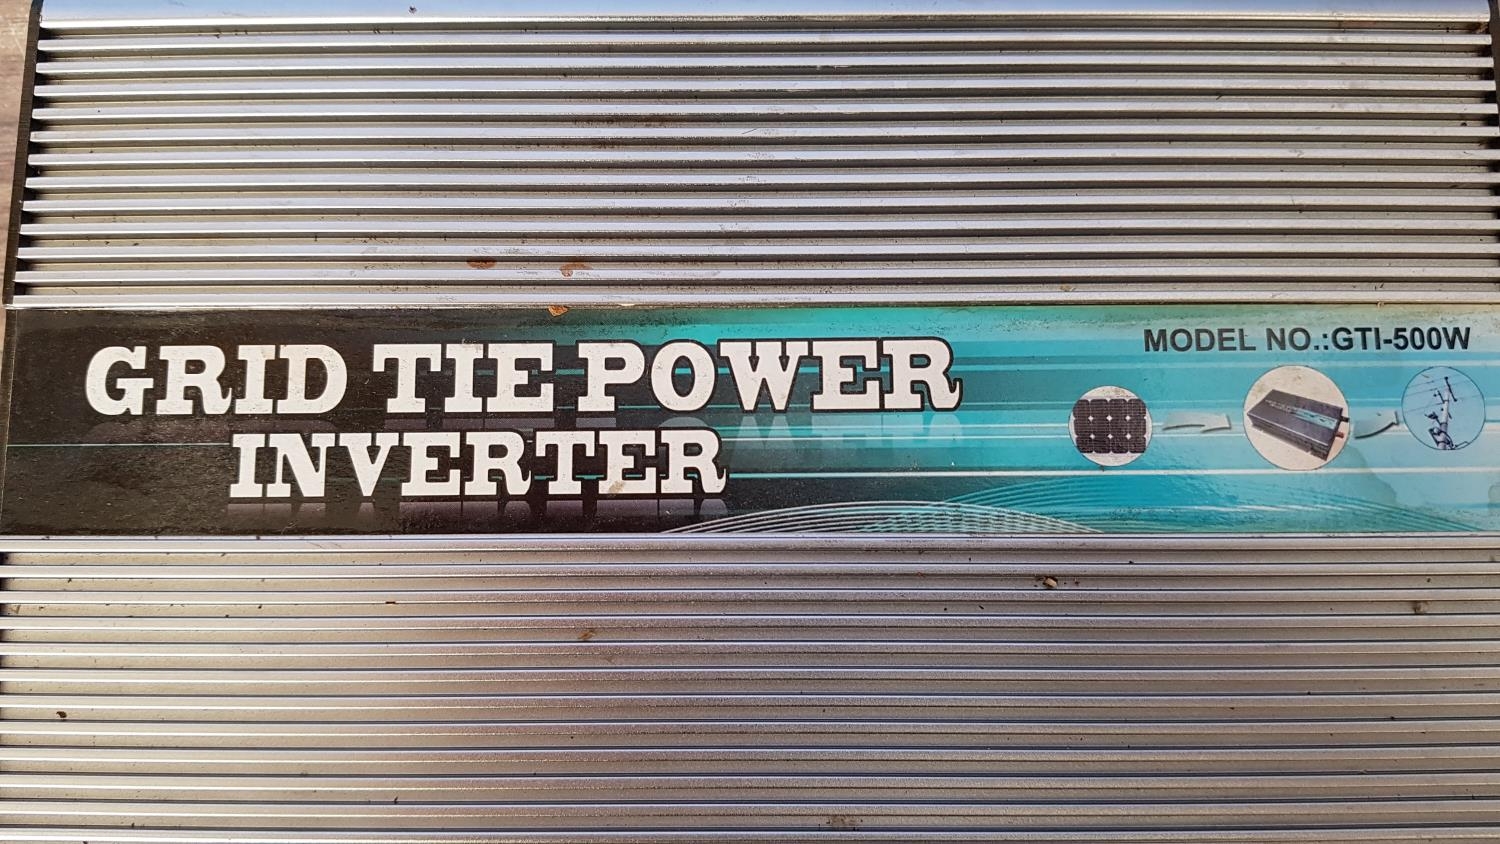 GRID TIE POWER
INVERTER
MODEL NO.:GTI-500W